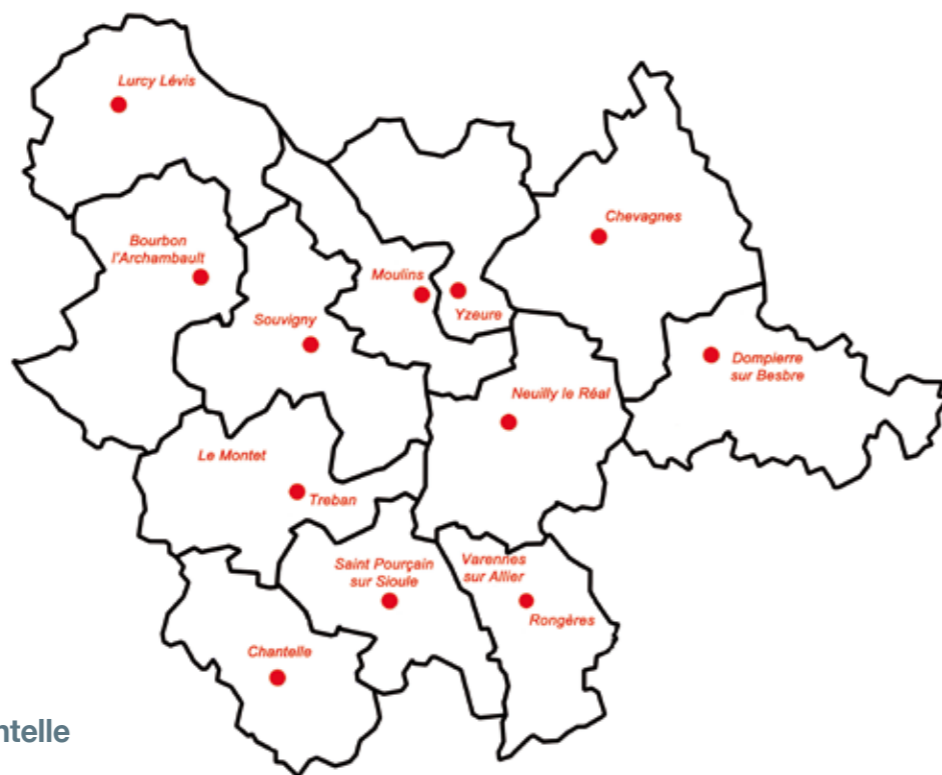 Lurcy Lévis
Chevagnes
Bourbon
l'Archambault
Moulins
Yzeure
Souvigny
Dompierre
sur Besbre
Neuilly le Réal
Le Montet
Treban
Saint Pourçain
sur Sioule
Varennes
sur Allier
Rongères
Chantelle
ntelle